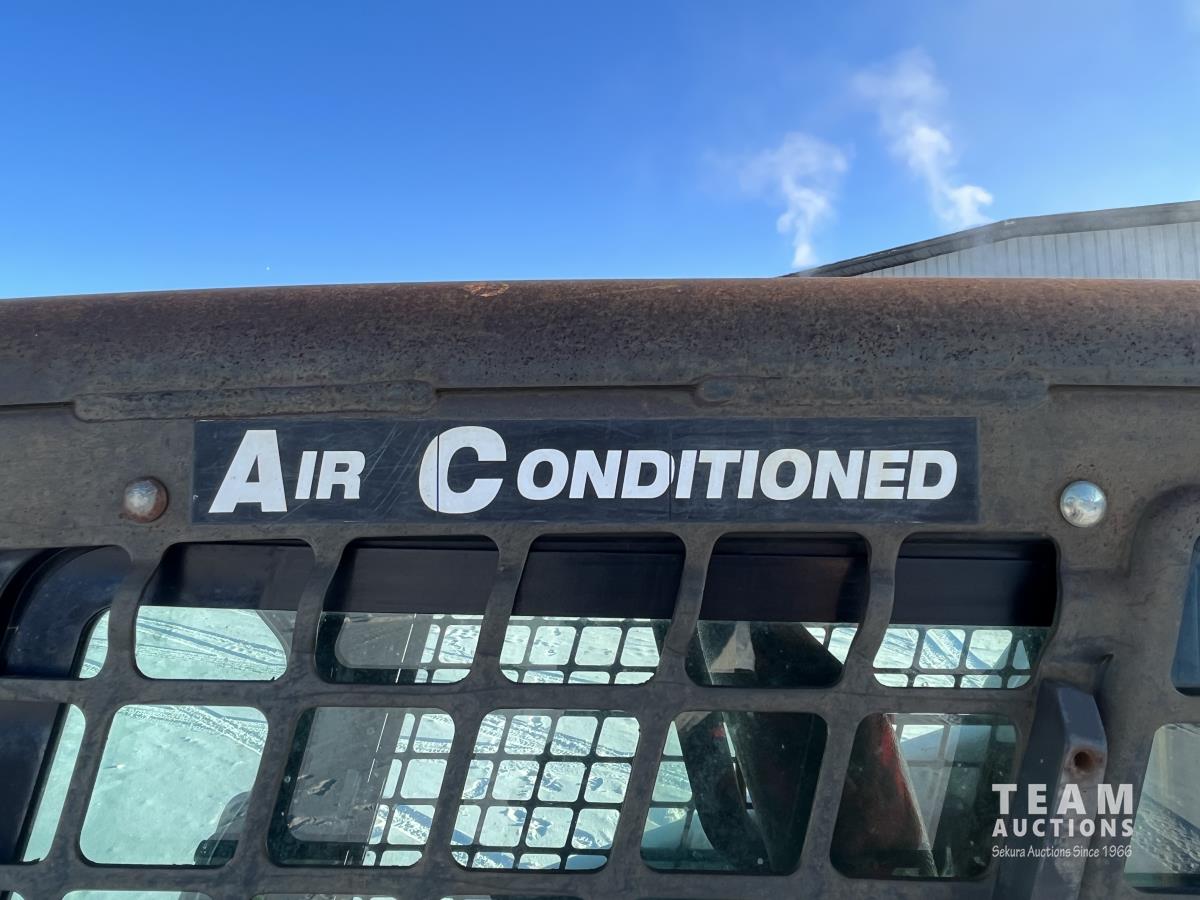 AIR CONDITIONED
TEAM
AUCTIONS
Sekura Auctions Since 1966